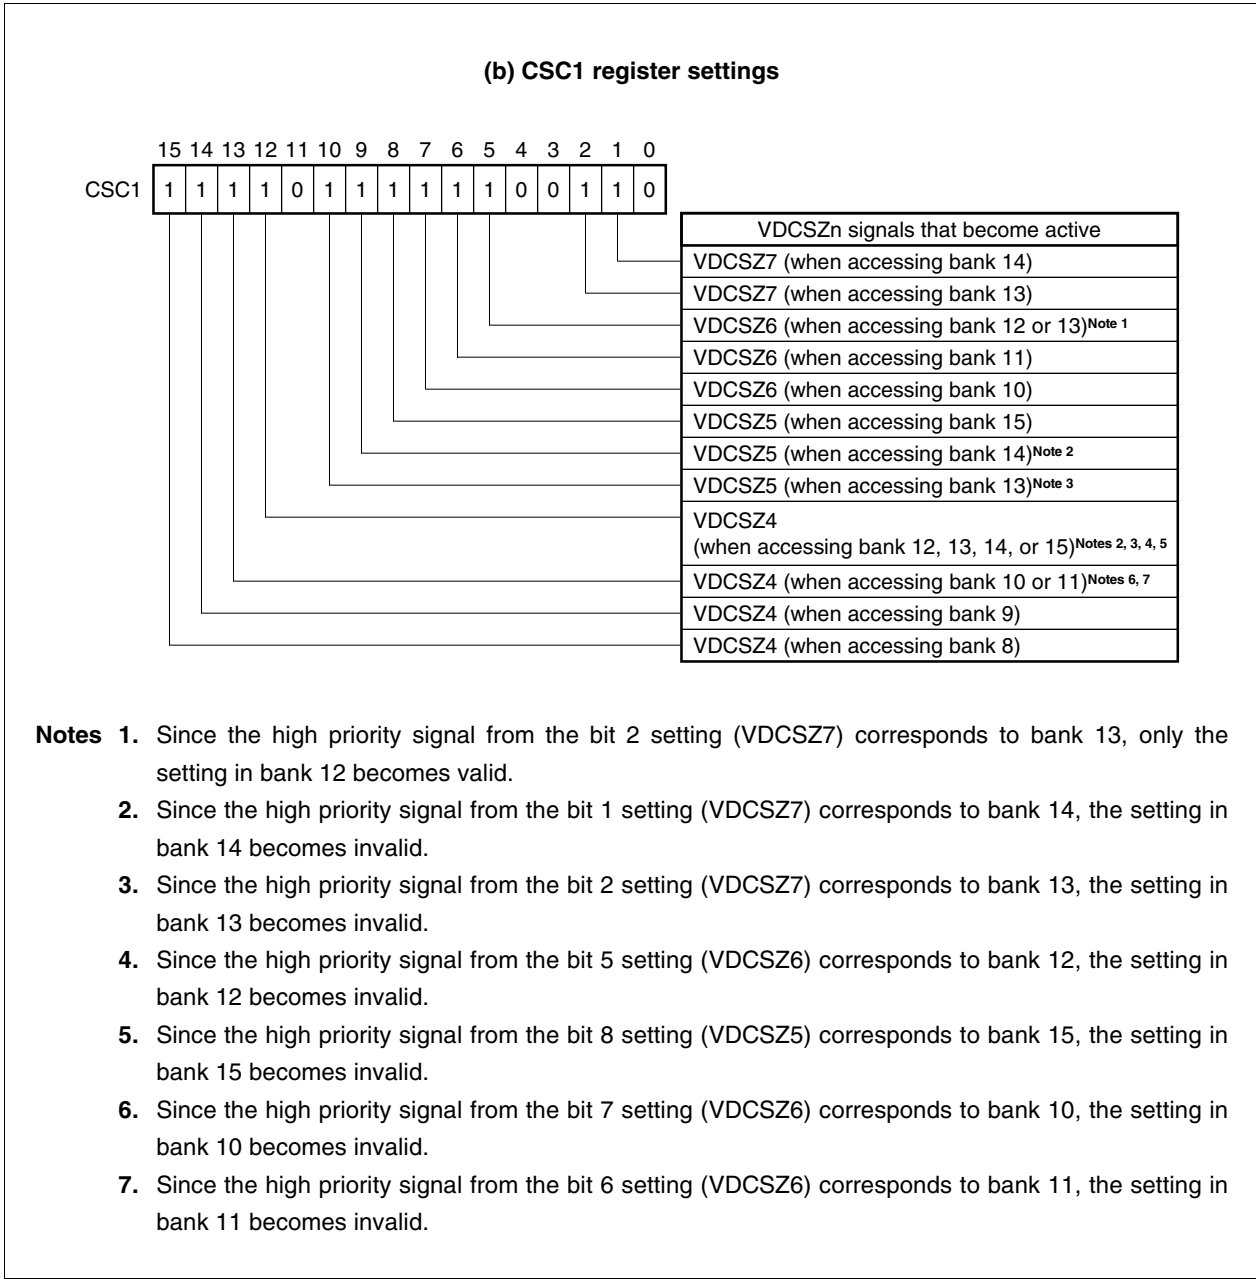 (b) CSC1 register settings
15 14 13 12 11 10 9 8 7 6 5 4 3 2 1 0
CSC1 1 1 1 1 0 1 1 1 1 1 1 0 0 1 1 0
VDCSZn signals that become active
VDCSZ7 (when accessing bank 14)
VDCSZ7 (when accessing bank 13)
VDCSZ6 (when accessing bank 12 or 13)Note 1
VDCSZ6 (when accessing bank 11)
VDCSZ6 (when accessing bank 10)
VDCSZ5 (when accessing bank 15)
VDCSZ5 (when accessing bank 14)Note 2
VDCSZ5 (when accessing bank 13)Note 3
VDCSZ4
(when accessing bank 12, 13, 14, or 15)Notes 2, 3, 4, 5
VDCSZ4 (when accessing bank 10 or 11)Notes 6, 7
VDCSZ4 (when accessing bank 9)
VDCSZ4 (when accessing bank 8)
Notes 1. Since the high priority signal from the bit 2 setting (VDCSZ7) corresponds to bank 13, only the
setting in bank 12 becomes valid.
2. Since the high priority signal from the bit 1 setting (VDCSZ7) corresponds to bank 14, the setting in
bank 14 becomes invalid.
3. Since the high priority signal from the bit 2 setting (VDCSZ7) corresponds to bank 13, the setting in
bank 13 becomes invalid.
4. Since the high priority signal from the bit 5 setting (VDCSZ6) corresponds to bank 12, the setting in
bank 12 becomes invalid.
5. Since the high priority signal from the bit 8 setting (VDCSZ5) corresponds to bank 15, the setting in
bank 15 becomes invalid.
6. Since the high priority signal from the bit 7 setting (VDCSZ6) corresponds to bank 10, the setting in
bank 10 becomes invalid.
7. Since the high priority signal from the bit 6 setting (VDCSZ6) corresponds to bank 11, the setting in
bank 11 becomes invalid.